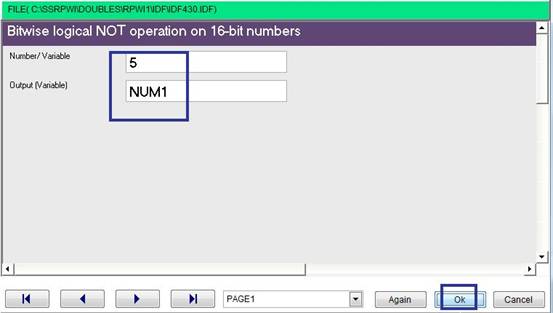 FILE( C:\SSRPWI\DOUBLES\RPWI1\IDF\IDF430.IDF)
Bitwise logical NOT operation on 16-bit numbers
Number/ Variable 5
Output (Variable) NUM1
PAGE1 Again Ok Cancel